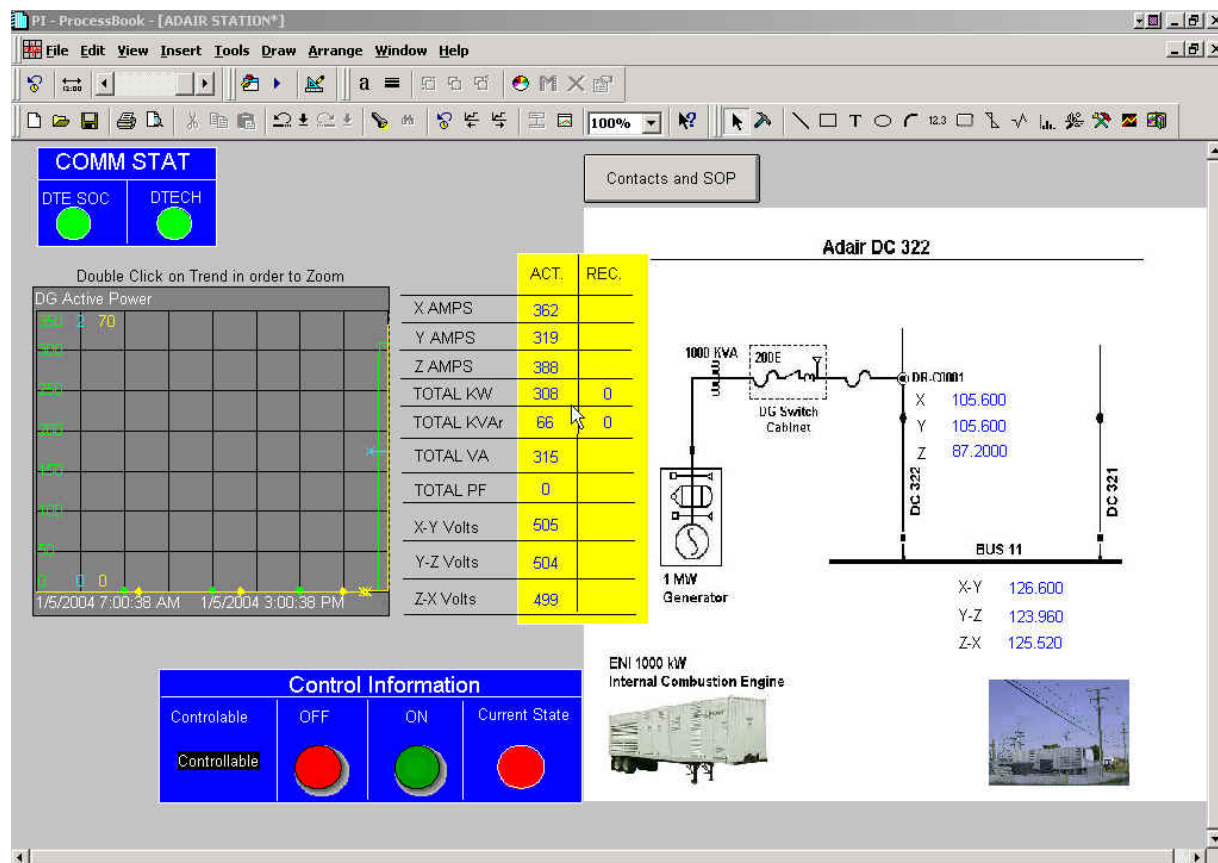 PI - ProcessBook - [ADAIR STATION*]
File Edit View Insert Tools Draw Arrange Window Help
12:00
a
M
100%
T
12.3
COMM STAT
DTE SOC DTECH
Contacts and SOP
Adair DC 322
Double Click on Trend in order to Zoom
DG Active Power
350 2 70
300
250
200
150
100
50
0 0 0
1/5/2004 7:00:38 AM 1/5/2004 3:00:38 PM
ACT. REC.
X AMPS 362
Y AMPS 319
Z AMPS 388
TOTAL KW 308 0
TOTAL KVAr 66 0
TOTAL VA 315
TOTAL PF 0
X-Y Volts 505
Y-Z Volts 504
Z-X Volts 499
1000 KVA
200E
DG Switch
Cabinet
DR-C0001
X 105.600
Y 105.600
Z 87.2000
DC 322
DC 321
BUS 11
1 MW
Generator
X-Y 126.600
Y-Z 123.960
Z-X 125.520
ENI 1000 kW
Internal Combustion Engine
Control Information
Controlable OFF ON Current State
Controllable